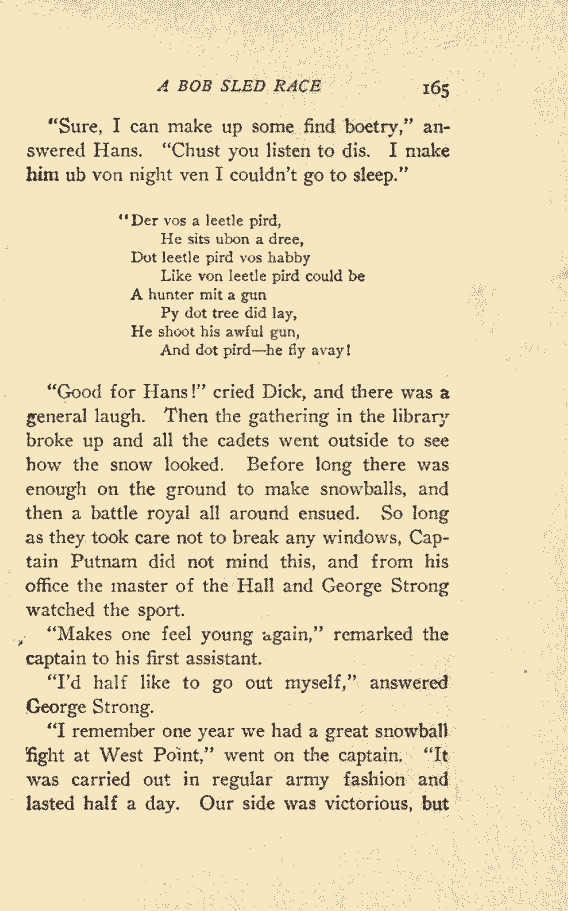 A BOB SLED RACE 165
"Sure, I can make up some find boetry," an-
swered Hans. "Chust you listen to dis. I make
him ub von night ven I couldn't go to sleep."
"Der vos a leetle pird,
He sits ubon a dree,
Dot leetle pird vos habby
Like von leetle pird could be
A hunter mit a gun
Py dot tree did lay,
He shoot his awful gun,
And dot pird—he fly avay!
"Good for Hans!" cried Dick, and there was a
general laugh. Then the gathering in the library
broke up and all the cadets went outside to see
how the snow looked. Before long there was
enough on the ground to make snowballs, and
then a battle royal all around ensued. So long
as they took care not to break any windows, Cap-
tain Putnam did not mind this, and from his
office the master of the Hall and George Strong
watched the sport.
"Makes one feel young again," remarked the
captain to his first assistant.
"I'd half like to go out myself," answered
George Strong.
"I remember one year we had a great snowball
fight at West Point," went on the captain. "It
was carried out in regular army fashion and
lasted half a day. Our side was victorious, but